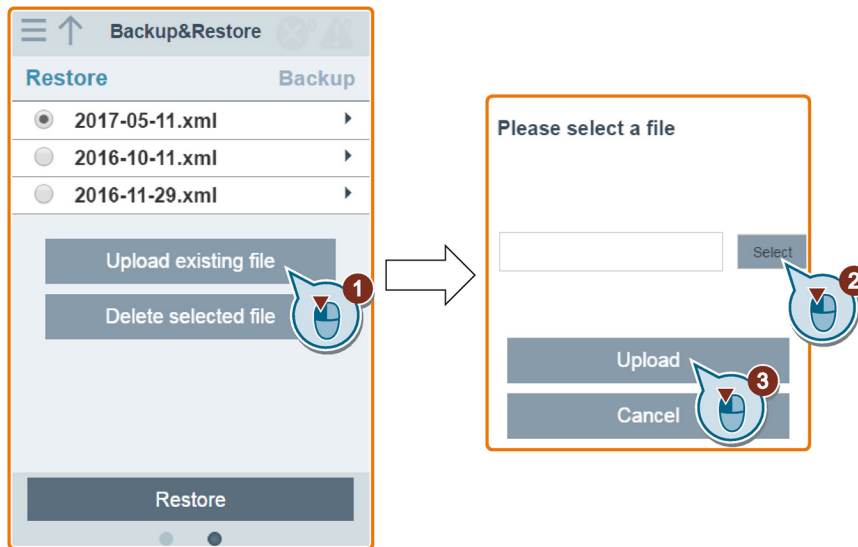 Backup&Restore
Restore Backup
2017-05-11.xml
2016-10-11.xml
2016-11-29.xml
Upload existing file
1
Delete selected file
Restore
Please select a file
Select
2
Upload
3
Cancel